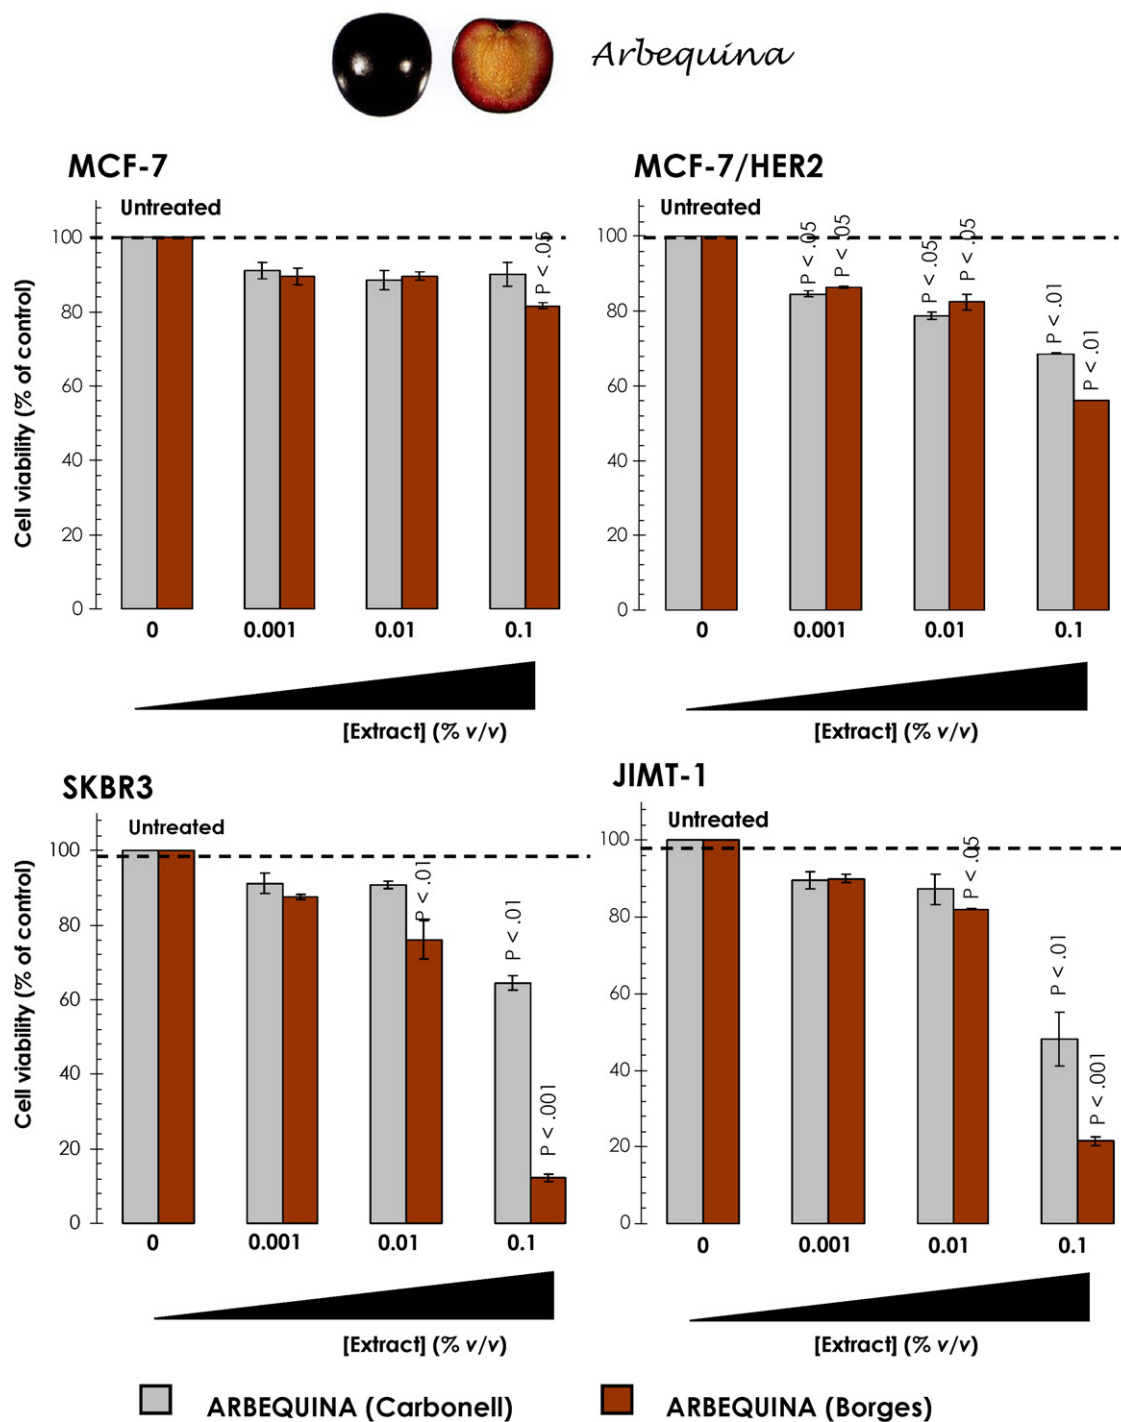 Arbequina
MCF-7
Untreated
100
80
60
40
20
0
Cell viability (% of control)
P < .05
0 0.001 0.01 0.1
[Extract] (% v/v)
MCF-7/HER2
Untreated
100
80
60
40
20
0
P < .05
P < .05
P < .05
P < .05
P < .01
P < .01
0 0.001 0.01 0.1
[Extract] (% v/v)
SKBR3
Untreated
100
80
60
40
20
0
Cell viability (% of control)
P < .01
P < .01
P < .001
0 0.001 0.01 0.1
[Extract] (% v/v)
JIMT-1
Untreated
100
80
60
40
20
0
P < .05
P < .01
P < .001
0 0.001 0.01 0.1
[Extract] (% v/v)
ARBEQUINA (Carbonell) ARBEQUINA (Borges)